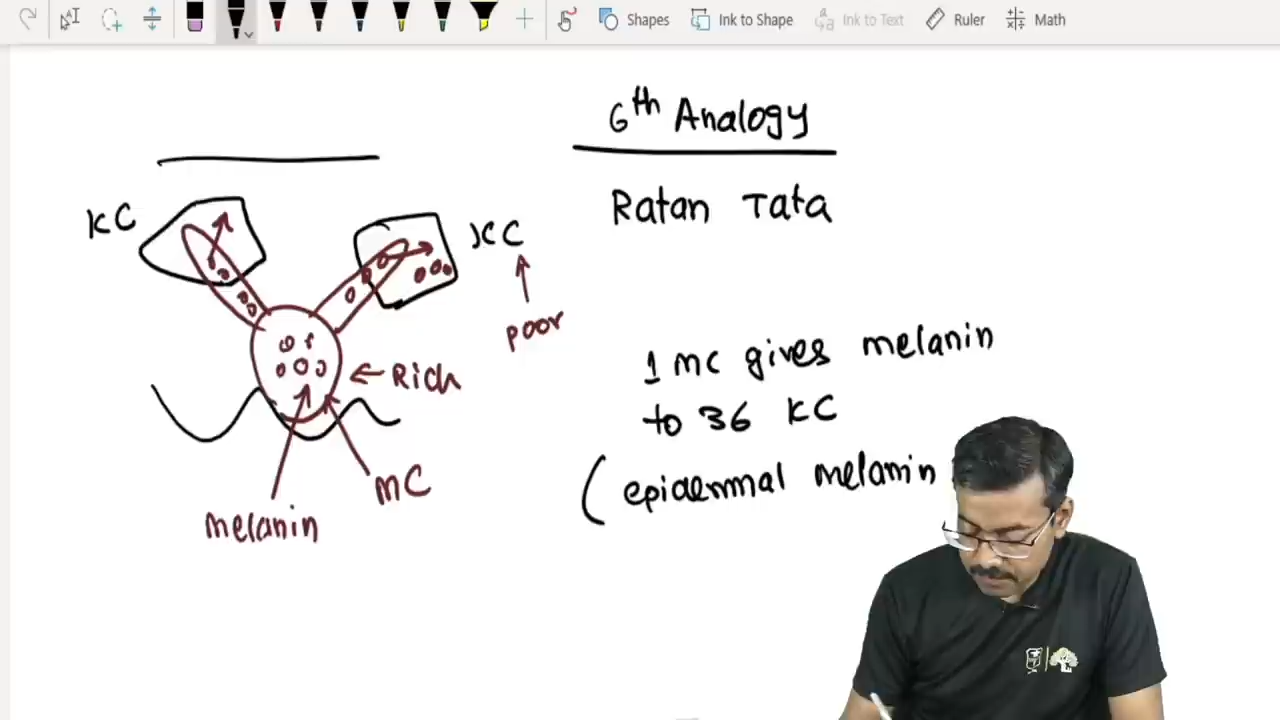 Shapes
Ink to Shape
Ink to Text
Ruler
Math
6th Analogy
Ratan Tata
KC
KC
poor
Rich
MC
melanin
1 MC gives melanin
to 36 KC
(epidermal melanin